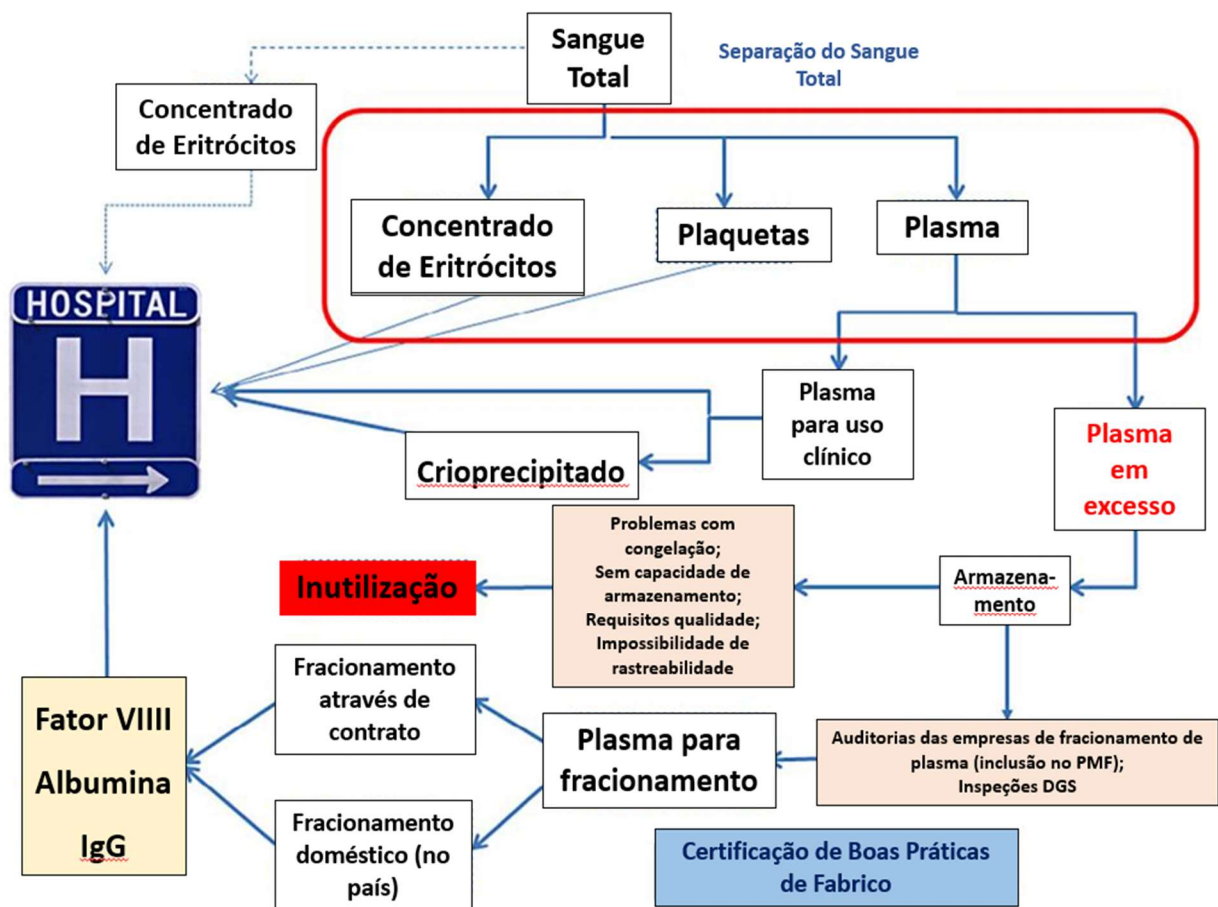 Sangue
Total
Separação do Sangue
Total
Concentrado
de Eritrócitos
Concentrado
de Eritrócitos
Plaquetas
Plasma
HOSPITAL
H
Plasma
para uso
clínico
Plasma
em
excesso
Crioprecipitado
Problemas com
congelação;
Sem capacidade de
armazenamento;
Requisitos qualidade;
Impossibilidade de
rastreabilidade
Inutilização
Armazena-
mento
Fracionamento
através de
contrato
Fator VIIII
Albumina
IgG
Plasma para
fracionamento
Auditorias das empresas de fracionamento de
plasma (inclusão no PMF);
Inspeções DGS
Fracionamento
doméstico (no
país)
Certificação de Boas Práticas
de Fabrico